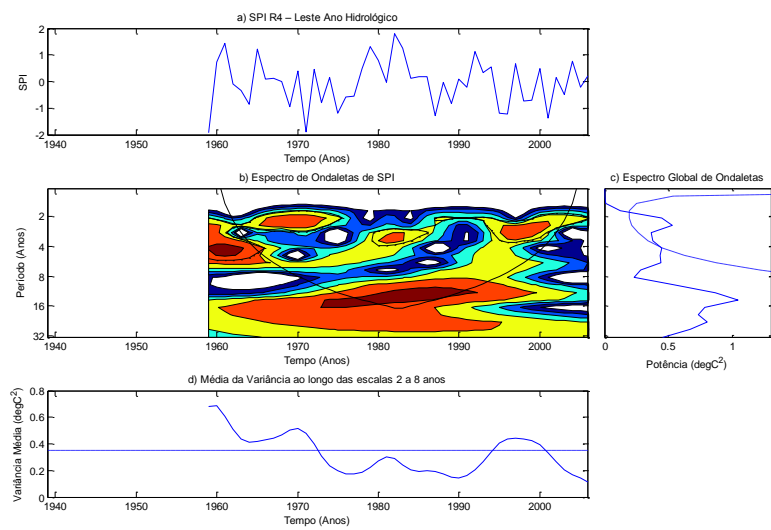 a) SPI R4 – Leste Ano Hidrológico
2
1
0
-1
-2
SPI
1940 1950 1960 1970 1980 1990 2000
Tempo (Anos)
b) Espectro de Ondaletas de SPI
2
4
8
16
32
Período (Anos)
1940 1950 1960 1970 1980 1990 2000
Tempo (Anos)
c) Espectro Global de Ondaletas
0 0.5 1
Potência (degC²)
d) Média da Variância ao longo das escalas 2 a 8 anos
0.8
0.6
0.4
0.2
0
Variância Média (degC²)
1940 1950 1960 1970 1980 1990 2000
Tempo (Anos)